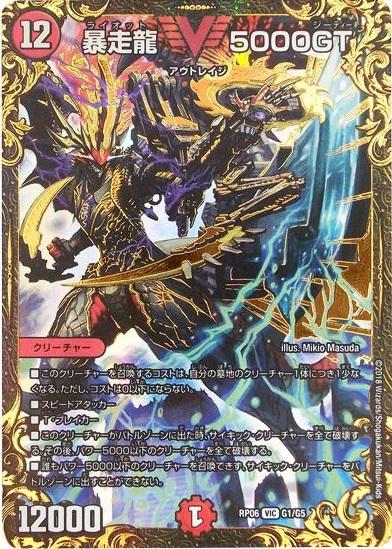 ライオット
ジーティー
12 暴走龍 5000GT
アウトレイジ
クリーチャー
illus. Mikio Masuda
■このクリーチャーを召喚するコストは、自分の墓地のクリーチャー1体につき1少な
くなる。ただし、コストは0以下にならない。
■スピードアタッカー
■T・ブレイカー
■このクリーチャーがバトルゾーンに出た時、サイキック・クリーチャーを全て破壊す
る。その後、パワー5000以下のクリーチャーを全て破壊する。
■誰もパワー5000以下のクリーチャーを召喚できず、サイキック・クリーチャーをバ
トルゾーンに出すことができない。
12000
RP06 VIC G1/G5
©2018 Wizards/Shogakukan/Mitsui-Kids